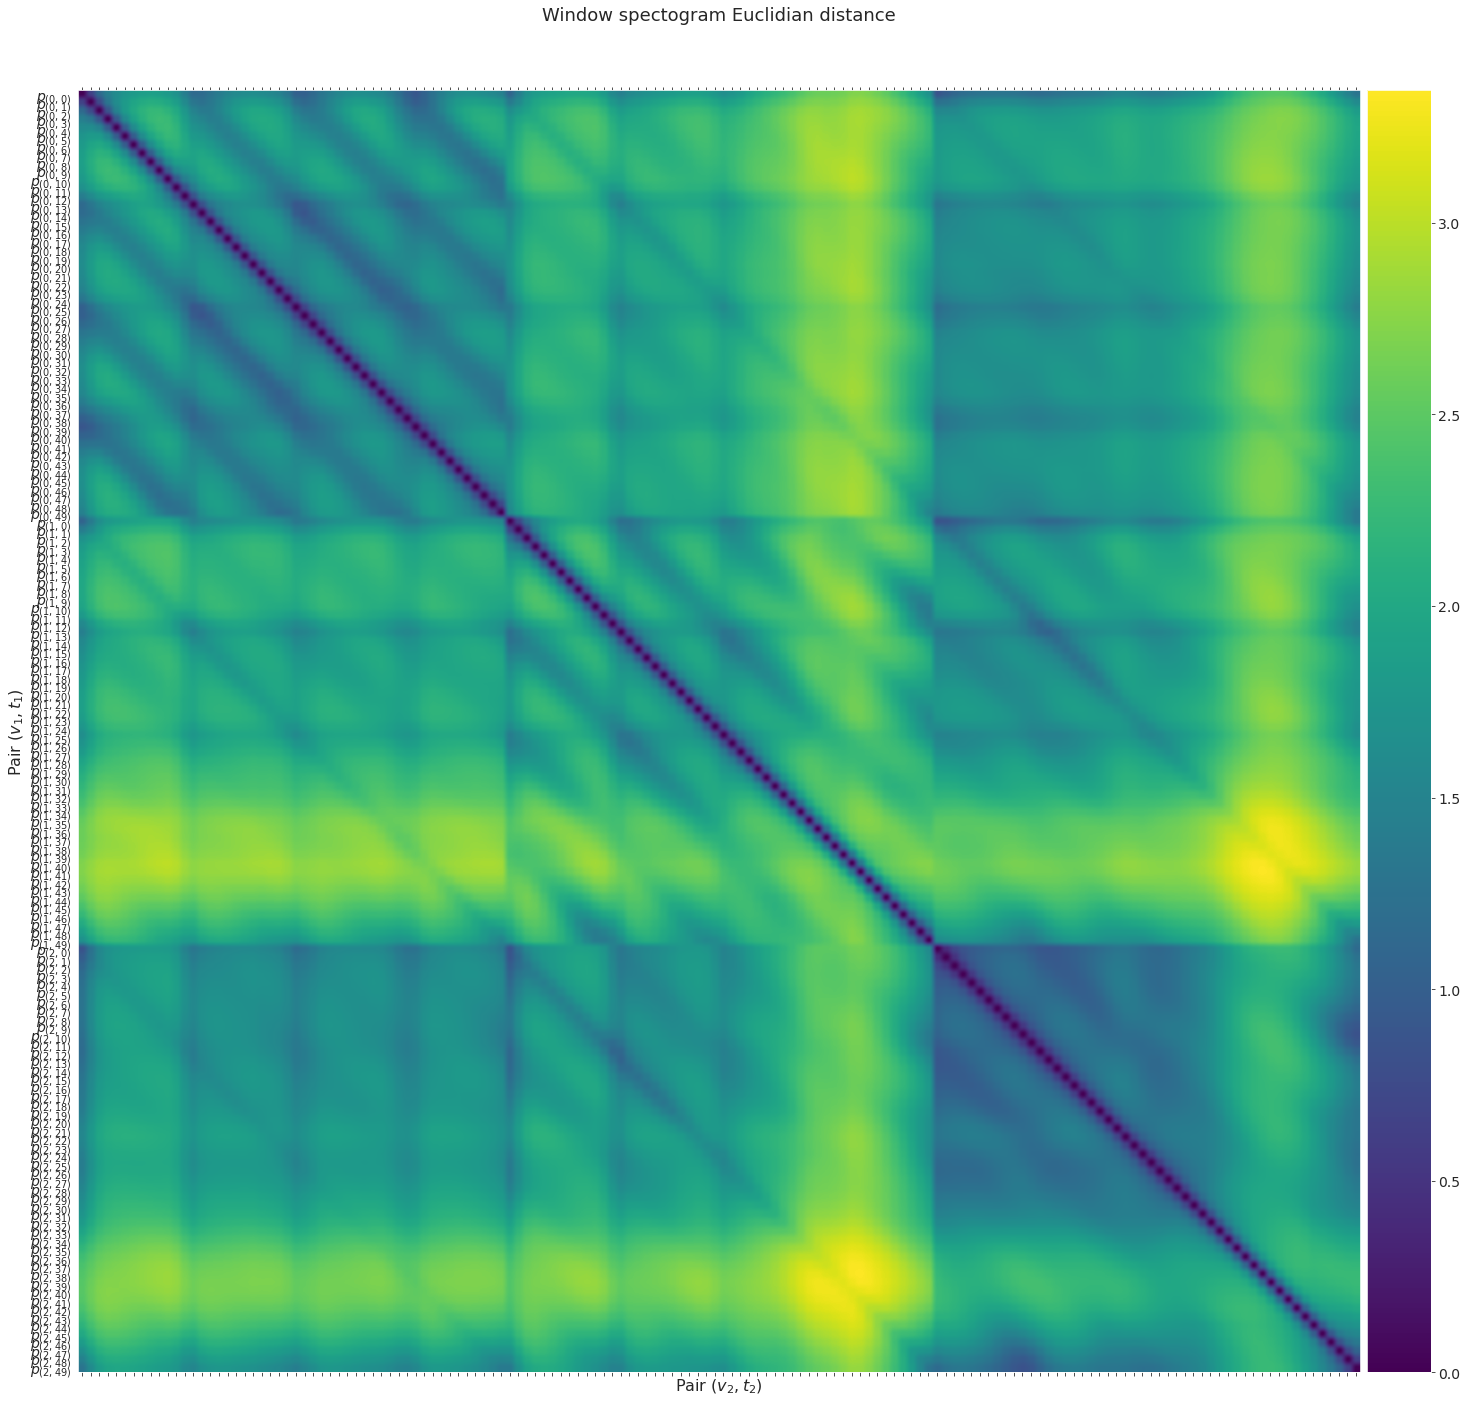 Window spectogram Euclidian distance
p(0, 0)
p(0, 1)
p(0, 2)
p(0, 3)
p(0, 4)
p(0, 5)
p(0, 6)
p(0, 7)
p(0, 8)
p(0, 9)
p(0, 10)
p(0, 11)
p(0, 12)
p(0, 13)
p(0, 14)
p(0, 15)
p(0, 16)
p(0, 17)
p(0, 18)
p(0, 19)
p(0, 20)
p(0, 21)
p(0, 22)
p(0, 23)
p(0, 24)
p(0, 25)
p(0, 26)
p(0, 27)
p(0, 28)
p(0, 29)
p(0, 30)
p(0, 31)
p(0, 32)
p(0, 33)
p(0, 34)
p(0, 35)
p(0, 36)
p(0, 37)
p(0, 38)
p(0, 39)
p(0, 40)
p(0, 41)
p(0, 42)
p(0, 43)
p(0, 44)
p(0, 45)
p(0, 46)
p(0, 47)
p(0, 48)
p(0, 49)
p(1, 0)
p(1, 1)
p(1, 2)
p(1, 3)
p(1, 4)
p(1, 5)
p(1, 6)
p(1, 7)
p(1, 8)
p(1, 9)
p(1, 10)
p(1, 11)
p(1, 12)
p(1, 13)
p(1, 14)
p(1, 15)
p(1, 16)
p(1, 17)
p(1, 18)
p(1, 19)
p(1, 20)
p(1, 21)
p(1, 22)
p(1, 23)
p(1, 24)
p(1, 25)
p(1, 26)
p(1, 27)
p(1, 28)
p(1, 29)
p(1, 30)
p(1, 31)
p(1, 32)
p(1, 33)
p(1, 34)
p(1, 35)
p(1, 36)
p(1, 37)
p(1, 38)
p(1, 39)
p(1, 40)
p(1, 41)
p(1, 42)
p(1, 43)
p(1, 44)
p(1, 45)
p(1, 46)
p(1, 47)
p(1, 48)
p(1, 49)
p(2, 0)
p(2, 1)
p(2, 2)
p(2, 3)
p(2, 4)
p(2, 5)
p(2, 6)
p(2, 7)
p(2, 8)
p(2, 9)
p(2, 10)
p(2, 11)
p(2, 12)
p(2, 13)
p(2, 14)
p(2, 15)
p(2, 16)
p(2, 17)
p(2, 18)
p(2, 19)
p(2, 20)
p(2, 21)
p(2, 22)
p(2, 23)
p(2, 24)
p(2, 25)
p(2, 26)
p(2, 27)
p(2, 28)
p(2, 29)
p(2, 30)
p(2, 31)
p(2, 32)
p(2, 33)
p(2, 34)
p(2, 35)
p(2, 36)
p(2, 37)
p(2, 38)
p(2, 39)
p(2, 40)
p(2, 41)
p(2, 42)
p(2, 43)
p(2, 44)
p(2, 45)
p(2, 46)
p(2, 47)
p(2, 48)
p(2, 49)
Pair (v₁, t₁)
Pair (v₂, t₂)
3.0
2.5
2.0
1.5
1.0
0.5
0.0